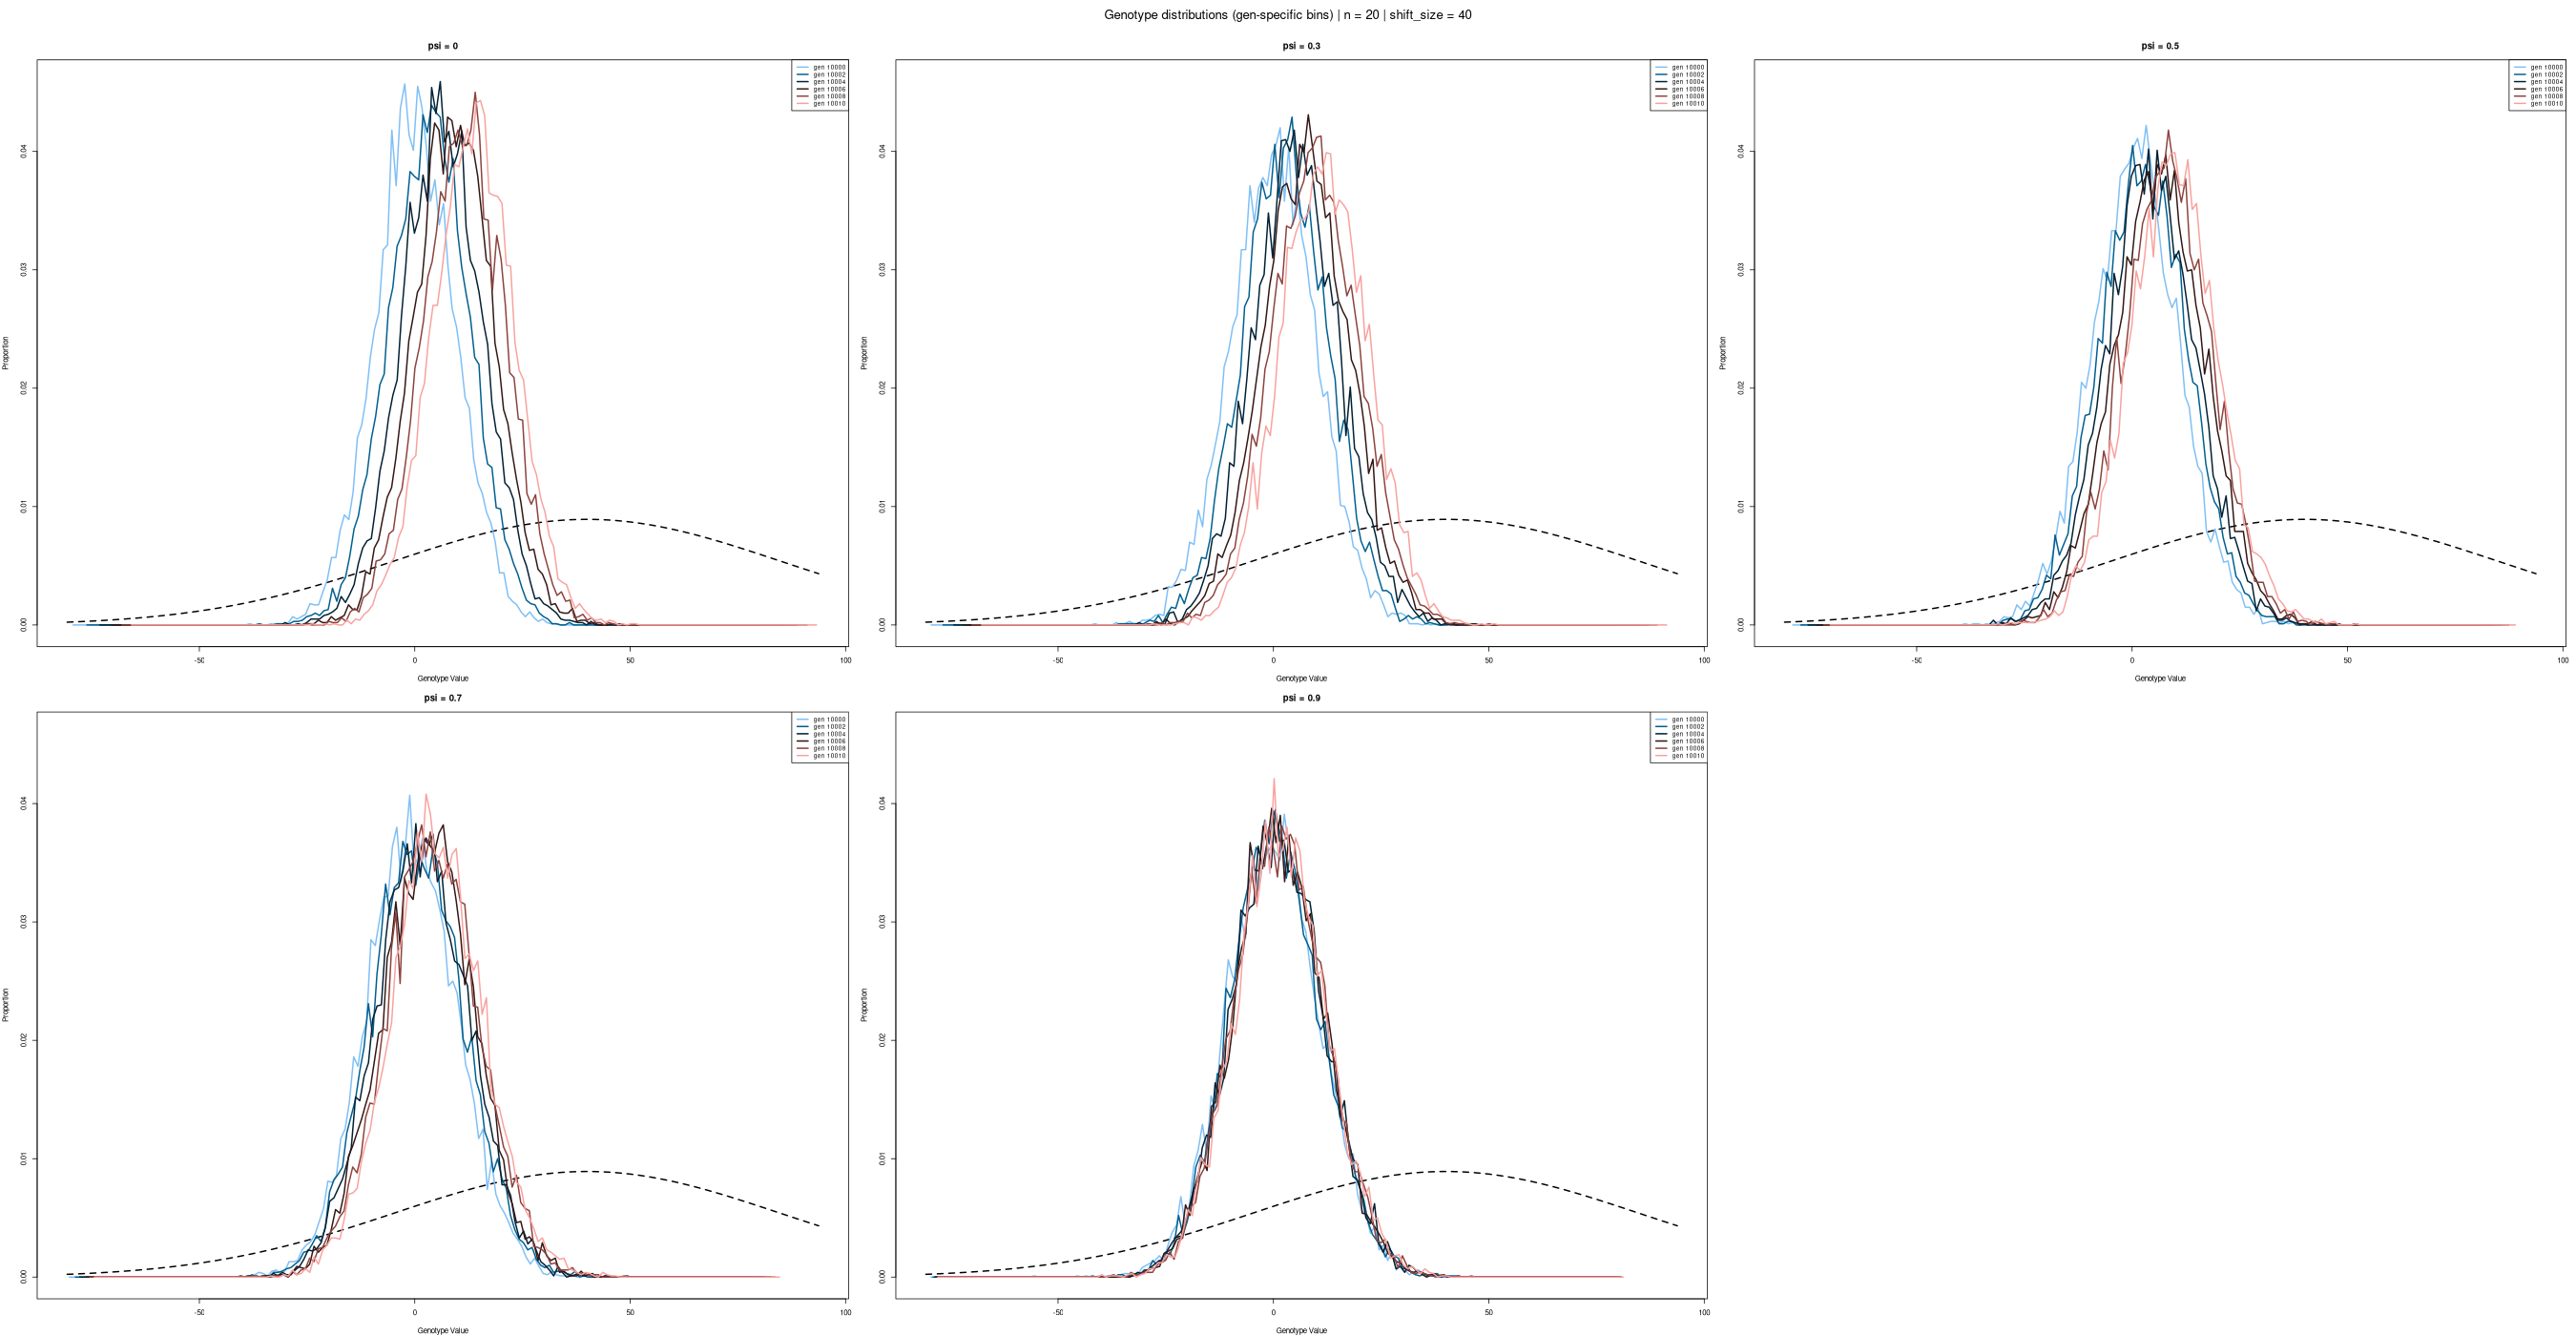 Genotype distributions (gen-specific bins) | n = 20 | shift_size = 40
psi = 0
gen 10000
gen 10002
gen 10004
gen 10006
gen 10008
gen 10010
Proportion
0.04
0.03
0.02
0.01
0.00
-50
0
50
100
Genotype Value
psi = 0.3
gen 10000
gen 10002
gen 10004
gen 10006
gen 10008
gen 10010
Proportion
0.04
0.03
0.02
0.01
0.00
-50
0
50
100
Genotype Value
psi = 0.5
gen 10000
gen 10002
gen 10004
gen 10006
gen 10008
gen 10010
Proportion
0.04
0.03
0.02
0.01
0.00
-50
0
50
100
Genotype Value
psi = 0.7
gen 10000
gen 10002
gen 10004
gen 10006
gen 10008
gen 10010
Proportion
0.04
0.03
0.02
0.01
0.00
-50
0
50
100
Genotype Value
psi = 0.9
gen 10000
gen 10002
gen 10004
gen 10006
gen 10008
gen 10010
Proportion
0.04
0.03
0.02
0.01
0.00
-50
0
50
100
Genotype Value